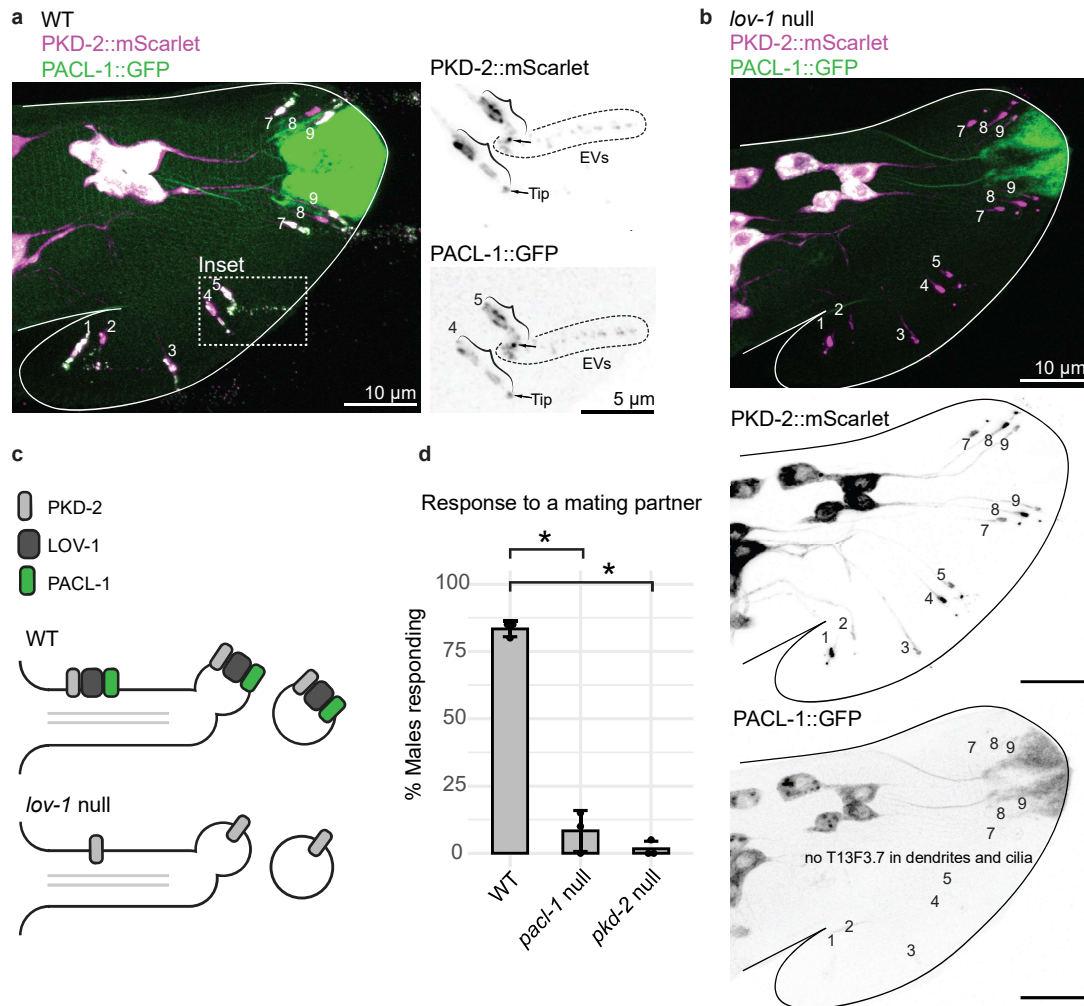 a
WT
PKD-2::mScarlet
PACL-1::GFP
7
8
9
9
8
7
Inset
5
4
1
2
3
10 µm
PKD-2::mScarlet
EVs
Tip
PACL-1::GFP
5
4
EVs
Tip
5 µm
b
lov-1 null
PKD-2::mScarlet
PACL-1::GFP
7
8
9
9
8
7
5
4
2
1
3
10 µm
PKD-2::mScarlet
7
8
9
9
8
7
5
4
2
1
3
PACL-1::GFP
7
8
9
9
8
7
no T13F3.7 in dendrites and cilia
5
4
2
1
3
c
PKD-2
LOV-1
PACL-1
WT
lov-1 null
d
Response to a mating partner
*
*
% Males responding
100
75
50
25
0
WT
pacl-1 null
pkd-2 null